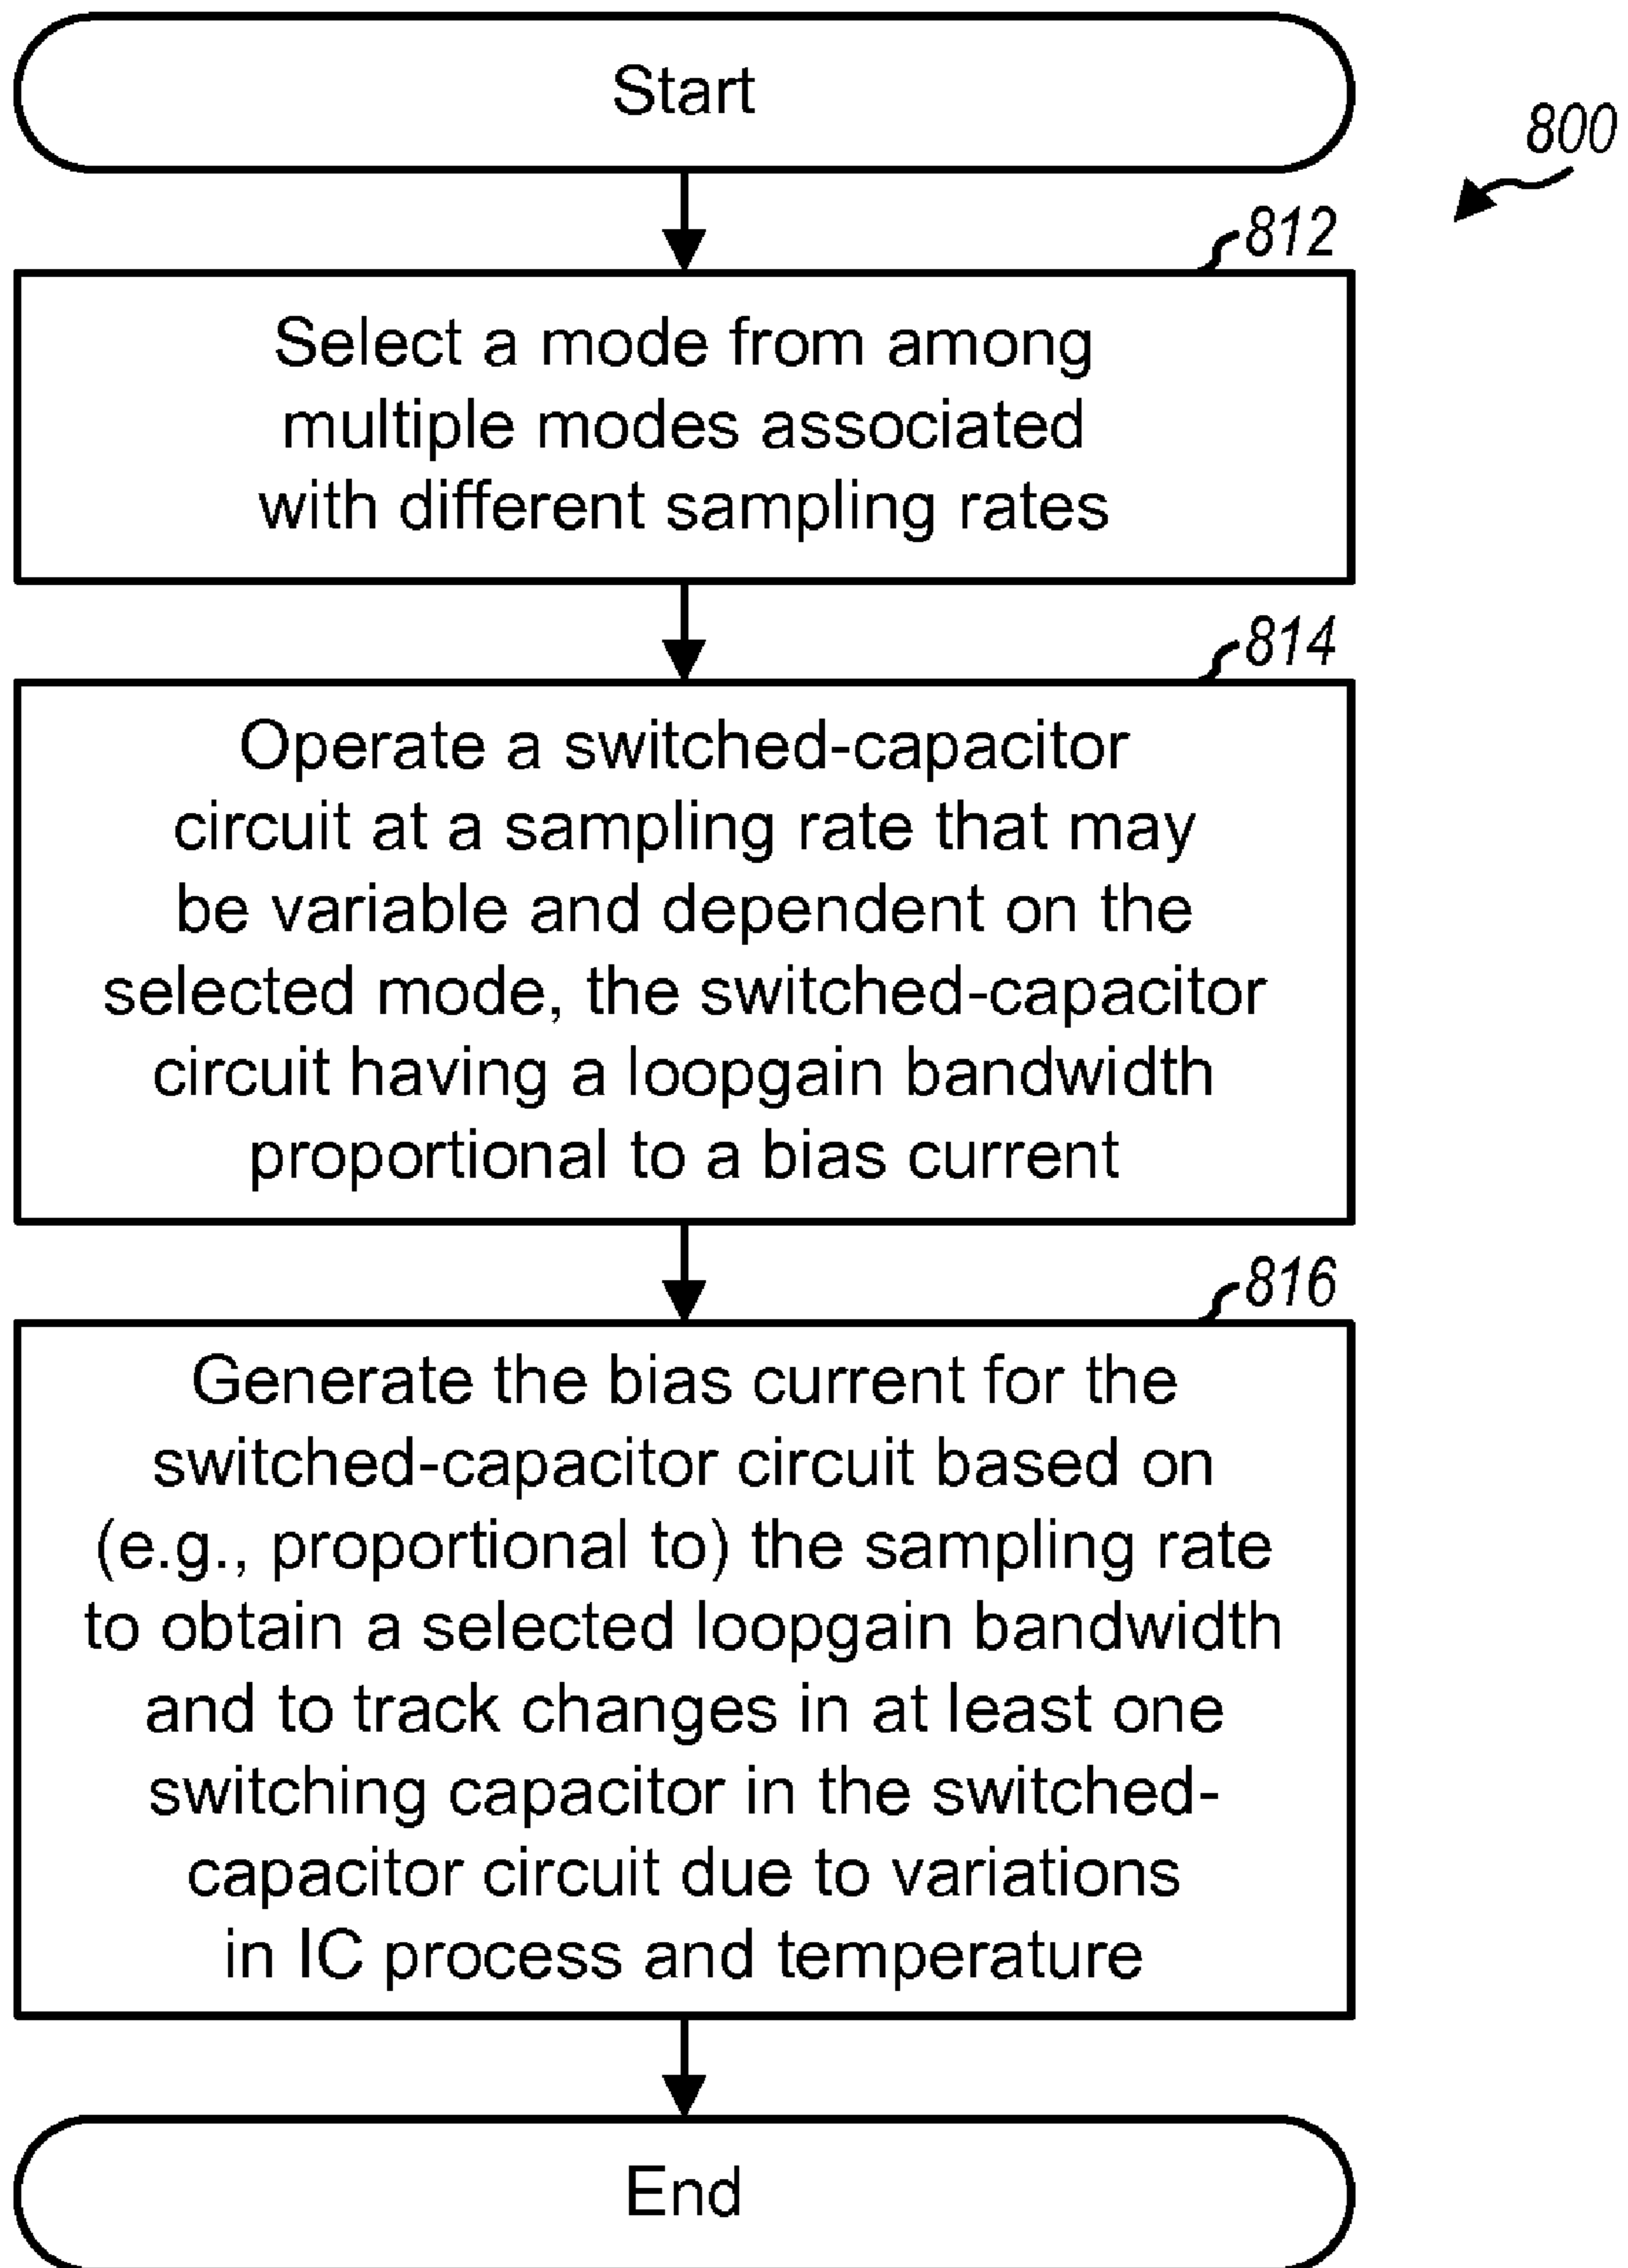 Start
800
812
Select a mode from among
multiple modes associated
with different sampling rates
814
Operate a switched-capacitor
circuit at a sampling rate that may
be variable and dependent on the
selected mode, the switched-capacitor
circuit having a loopgain bandwidth
proportional to a bias current
816
Generate the bias current for the
switched-capacitor circuit based on
(e.g., proportional to) the sampling rate
to obtain a selected loopgain bandwidth
and to track changes in at least one
switching capacitor in the switched-
capacitor circuit due to variations
in IC process and temperature
End